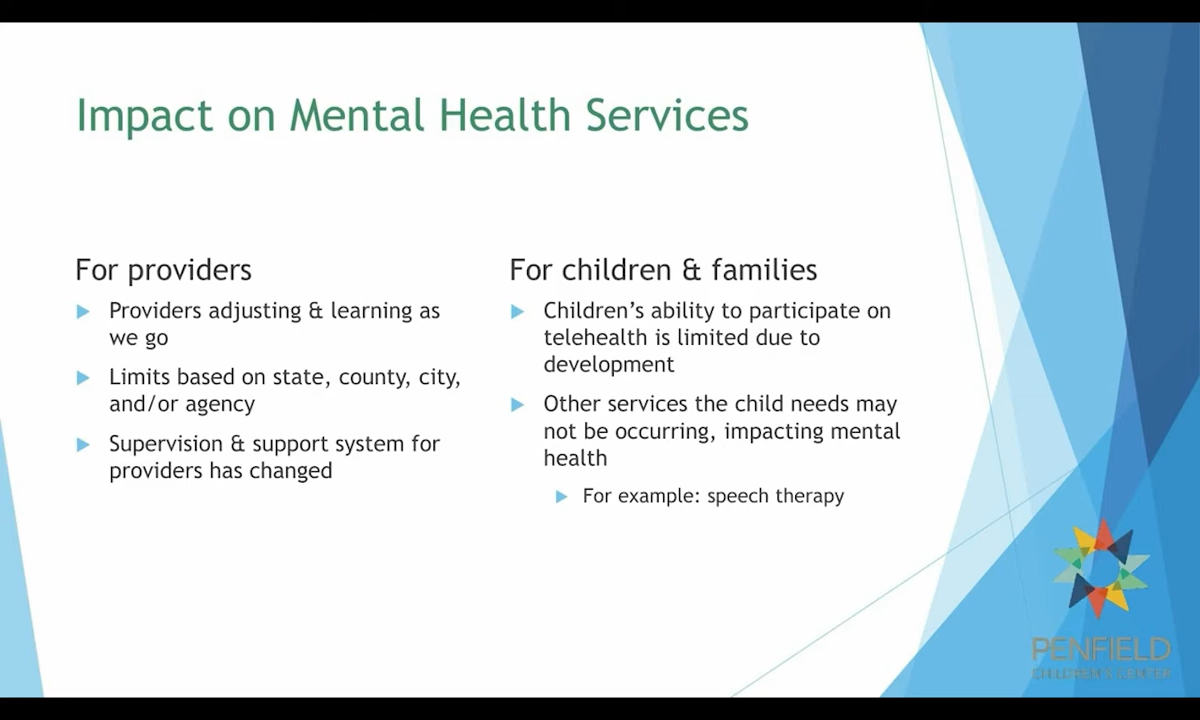 Impact on Mental Health Services
For providers
Providers adjusting & learning as
we go
Limits based on state, county, city,
and/or agency
Supervision & support system for
providers has changed
For children & families
Children’s ability to participate on
telehealth is limited due to
development
Other services the child needs may
not be occurring, impacting mental
health
For example: speech therapy
PENFIELD
CHILDREN'S CENTER